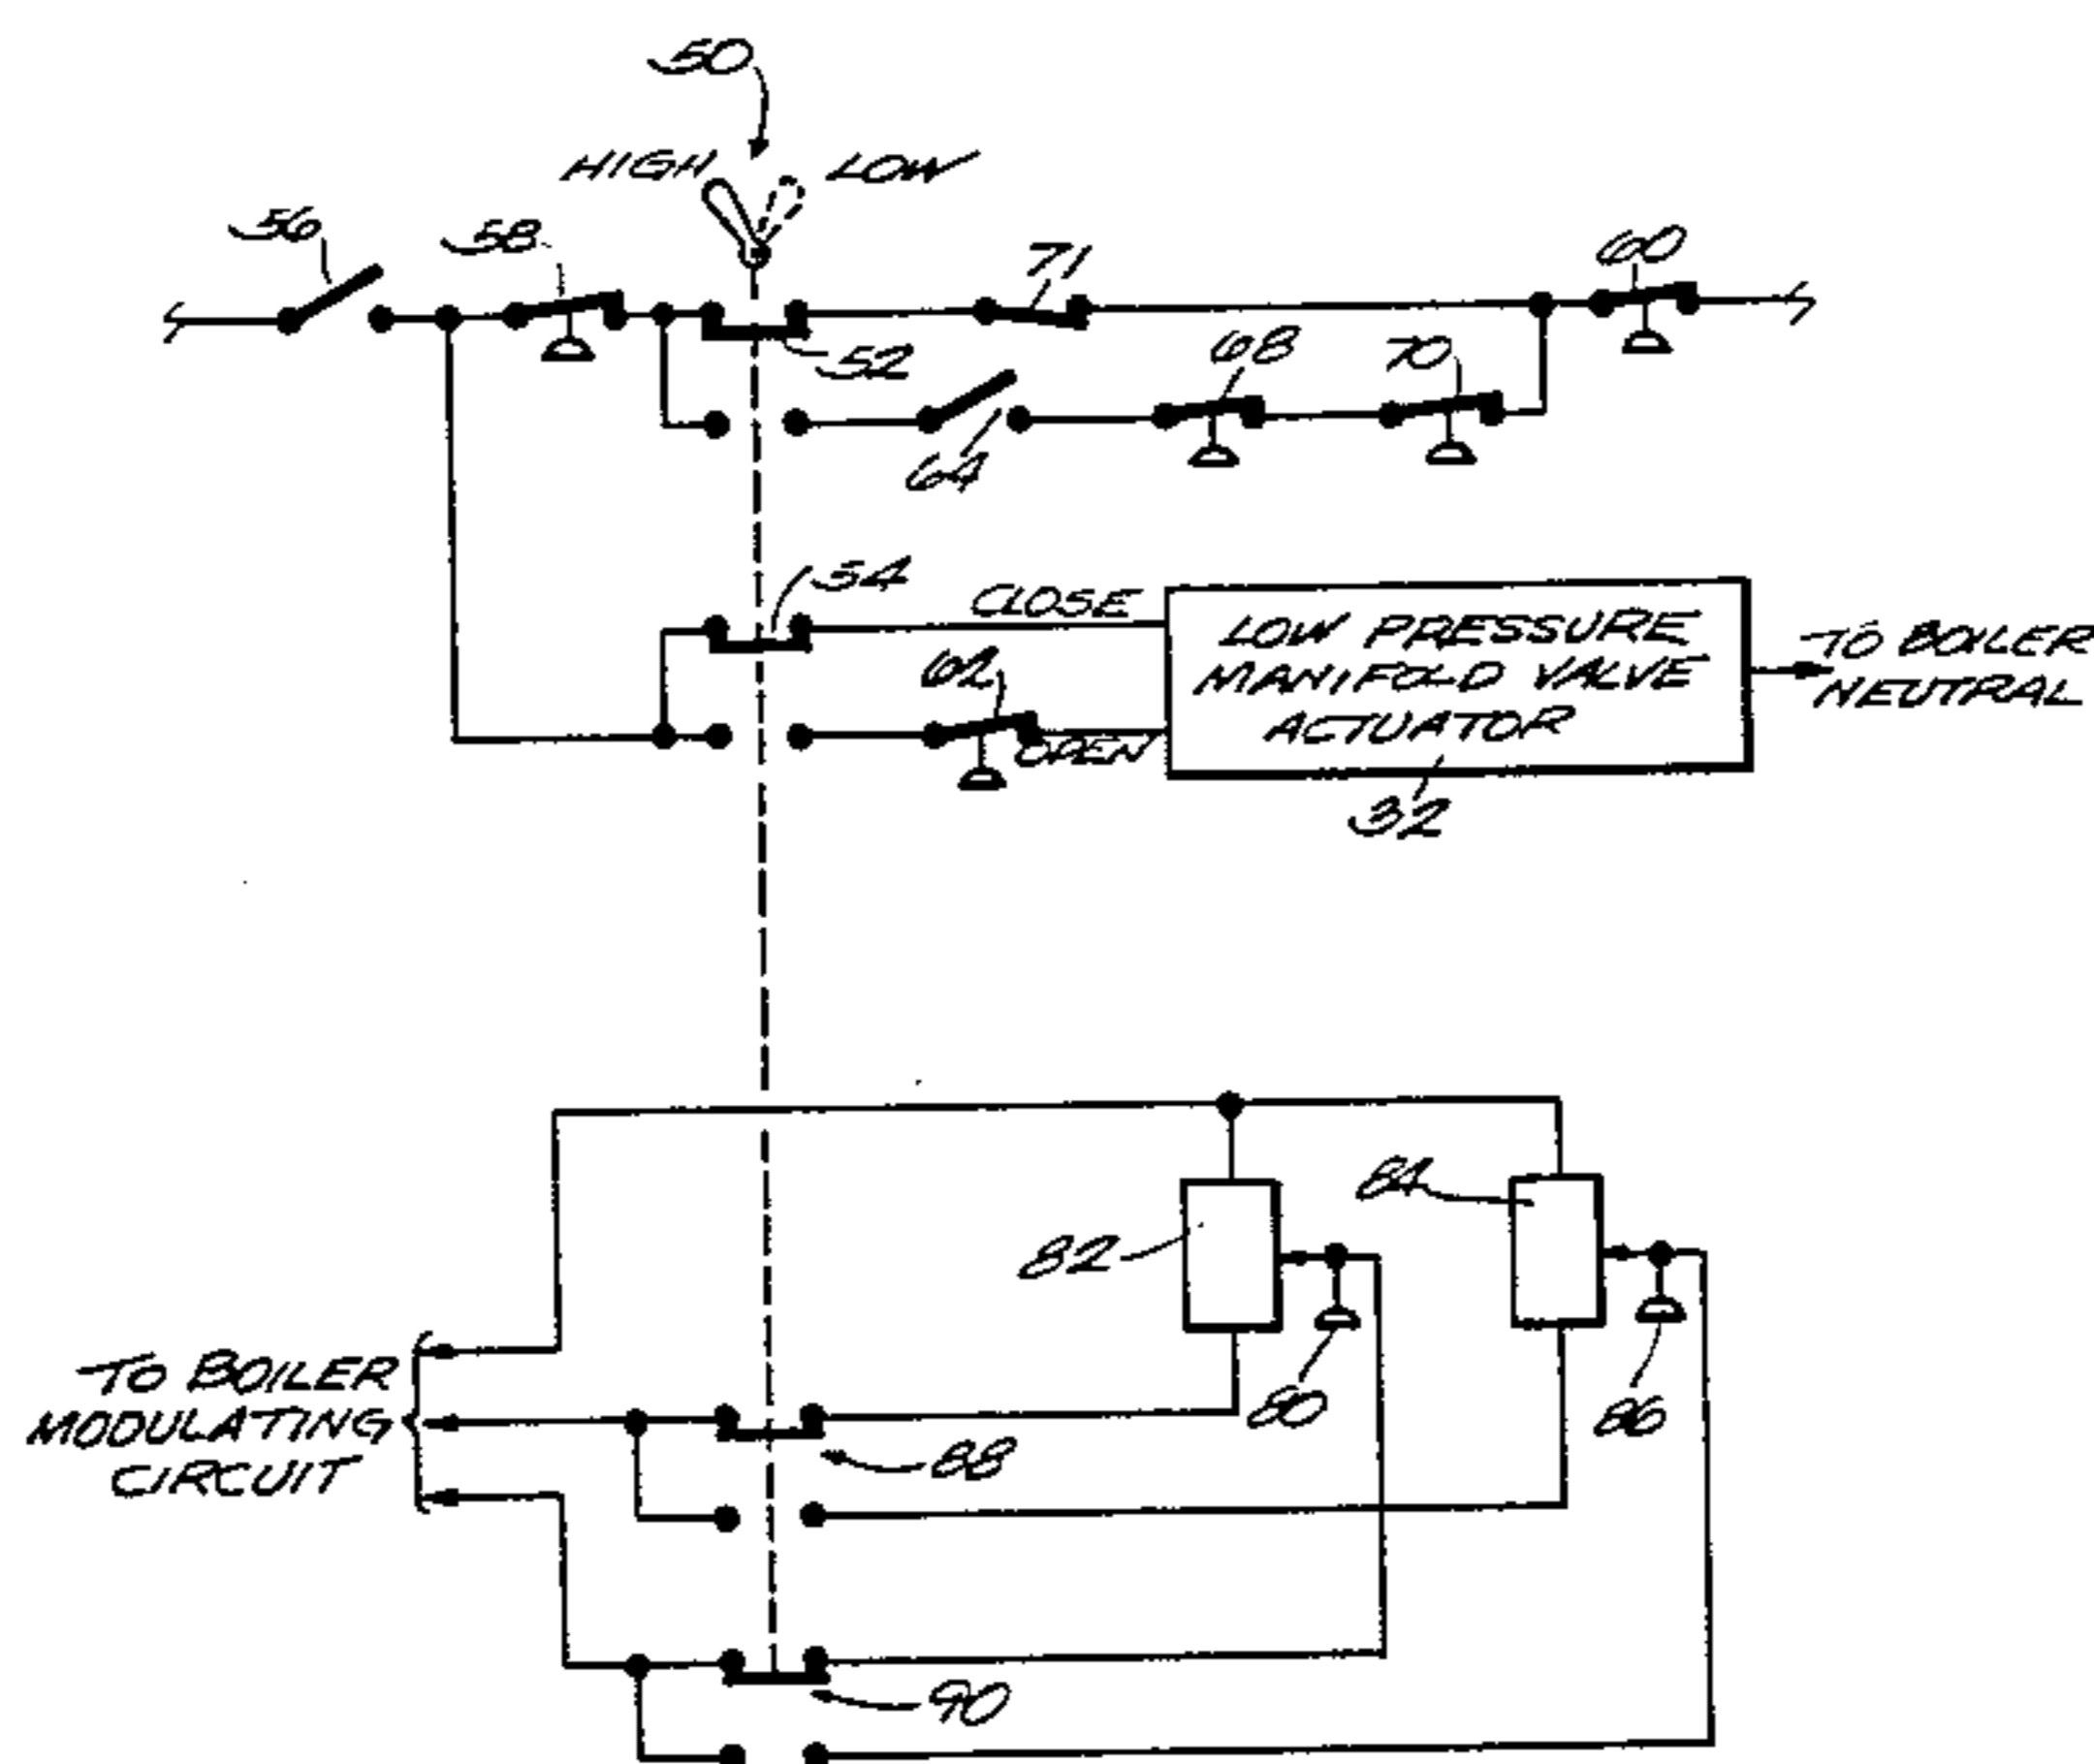 50
HIGH LOW
56
58
71
60
52
68
70
64
54
CLOSE
LOW PRESSURE
MANIFOLD VALVE
ACTUATOR
TO BOILER
NEUTRAL
62
OPEN
32
84
82
TO BOILER
MODULATING
CIRCUIT
80
86
88
90